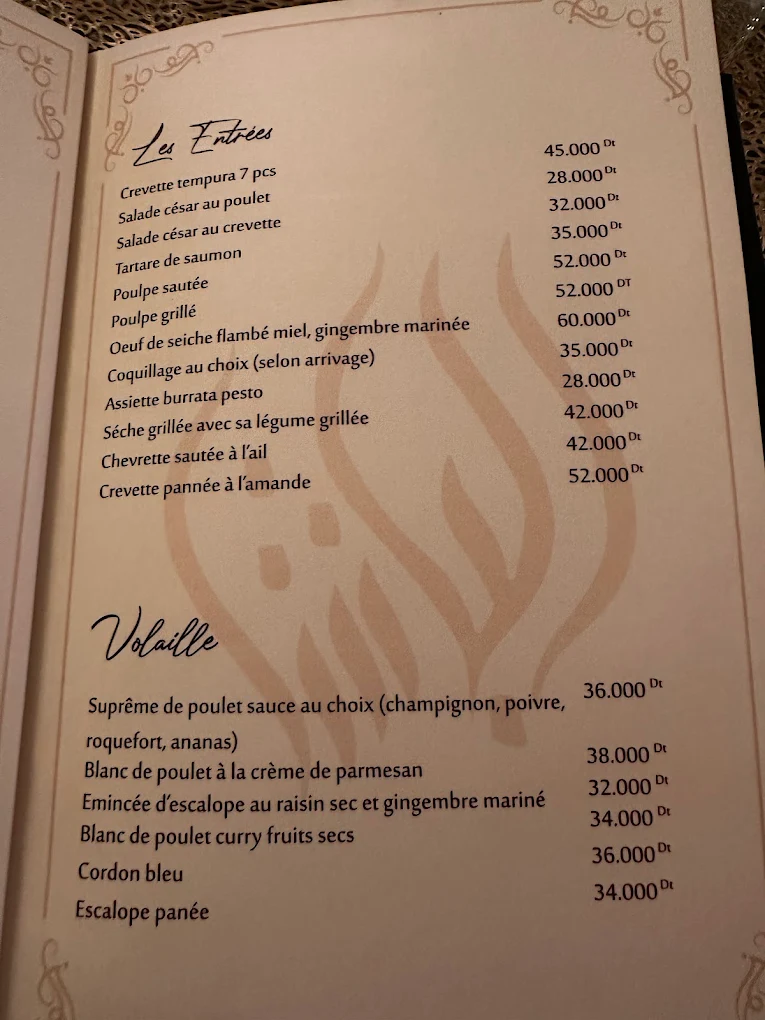 Les Entrées
Crevette tempura 7 pcs 45.000 Dt
Salade césar au poulet 28.000 Dt
Salade césar au crevette 32.000 Dt
Tartare de saumon 35.000 Dt
Poulpe sautée 52.000 Dt
Poulpe grillé 52.000 DT
Oeuf de seiche flambé miel, gingembre marinée 60.000 Dt
Coquillage au choix (selon arrivage) 35.000 Dt
Assiette burrata pesto 28.000 Dt
Séche grillée avec sa légume grillée 42.000 Dt
Chevrette sautée à l'ail 42.000 Dt
Crevette pannée à l'amande 52.000 Dt
Volaille
Suprême de poulet sauce au choix (champignon, poivre, 36.000 Dt
roquefort, ananas)
Blanc de poulet à la crème de parmesan 38.000 Dt
Emincée d'escalope au raisin sec et gingembre mariné 32.000 Dt
Blanc de poulet curry fruits secs 34.000 Dt
Cordon bleu 36.000 Dt
Escalope panée 34.000 Dt